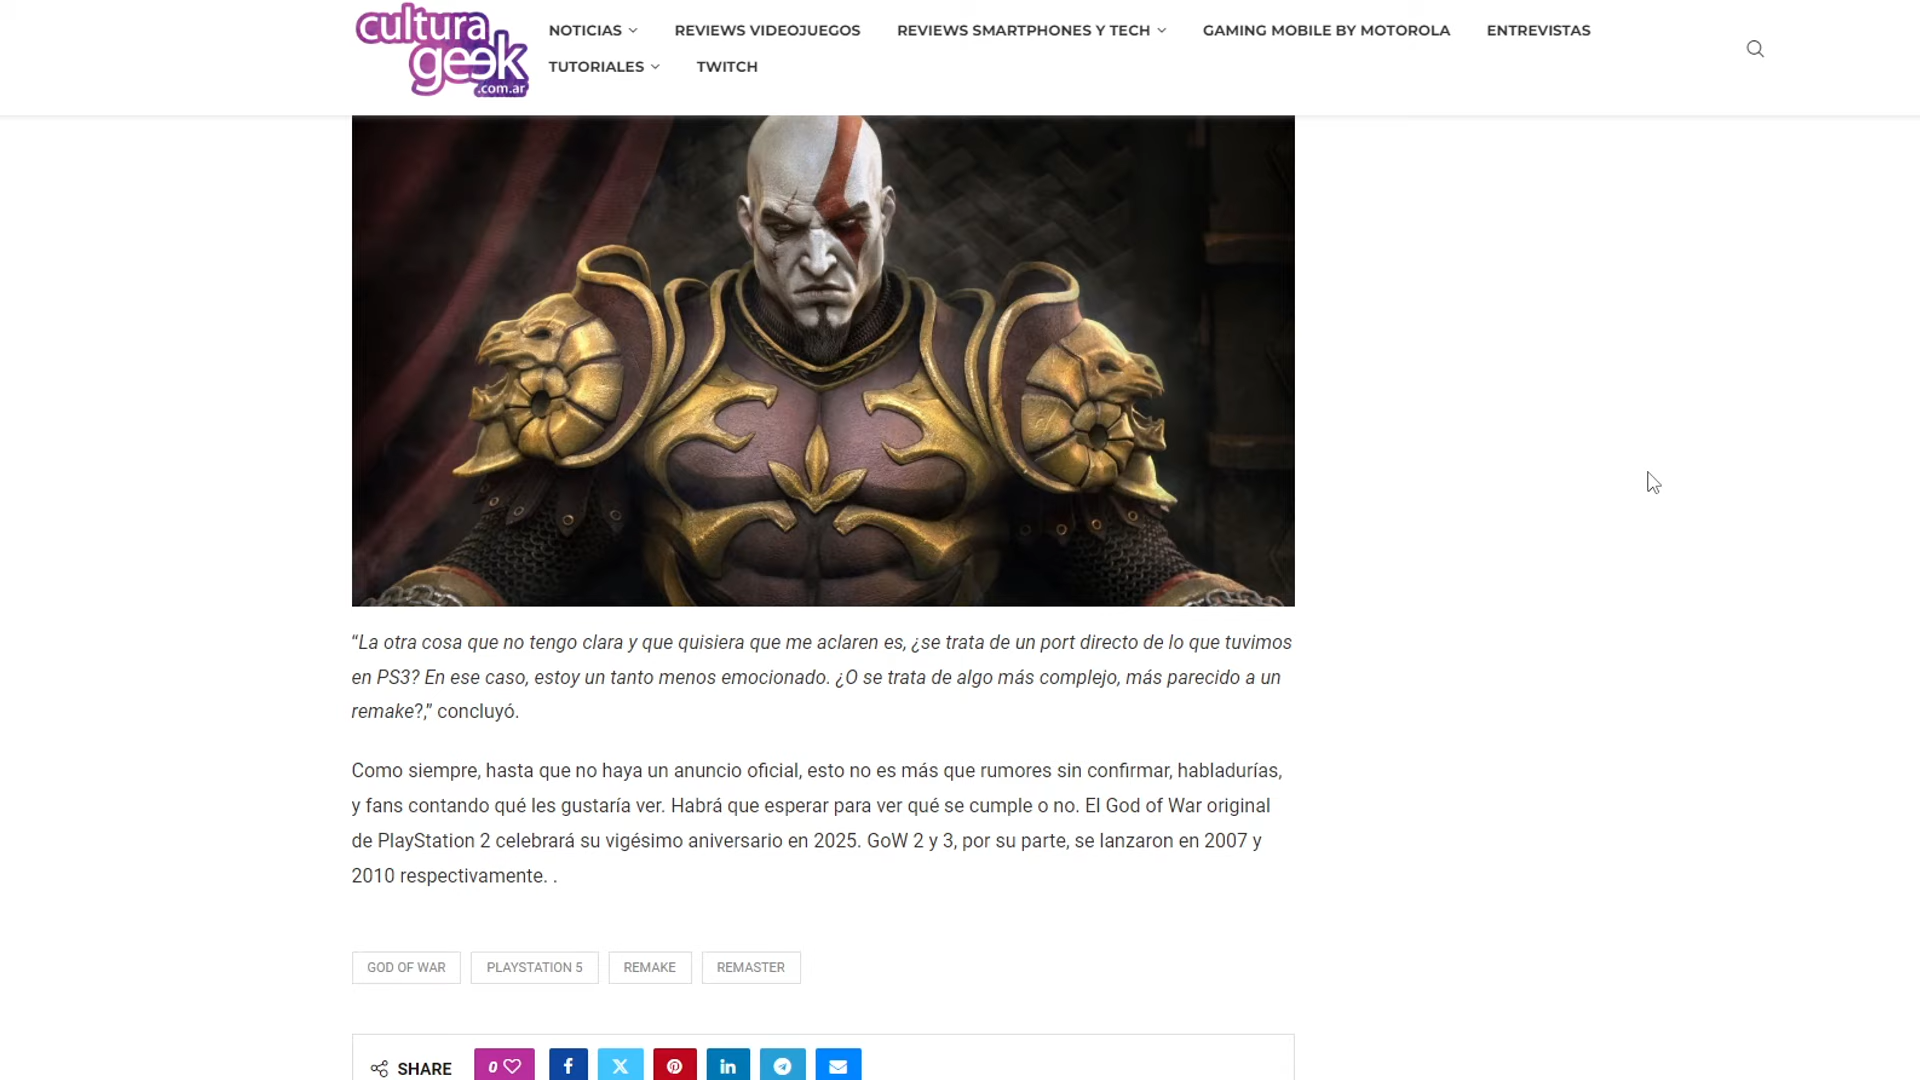 cultura
geek
.com.ar
NOTICIAS
REVIEWS VIDEOJUEGOS
REVIEWS SMARTPHONES Y TECH
GAMING MOBILE BY MOTOROLA
ENTREVISTAS
TUTORIALES
TWITCH
“La otra cosa que no tengo clara y que quisiera que me aclaren es, ¿se trata de un port directo de lo que tuvimos
en PS3? En ese caso, estoy un tanto menos emocionado. ¿O se trata de algo más complejo, más parecido a un
remake?,” concluyó.
Como siempre, hasta que no haya un anuncio oficial, esto no es más que rumores sin confirmar, habladurías,
y fans contando qué les gustaría ver. Habrá que esperar para ver qué se cumple o no. El God of War original
de PlayStation 2 celebrará su vigésimo aniversario en 2025. GoW 2 y 3, por su parte, se lanzaron en 2007 y
2010 respectivamente. .
GOD OF WAR
PLAYSTATION 5
REMAKE
REMASTER
SHARE
0